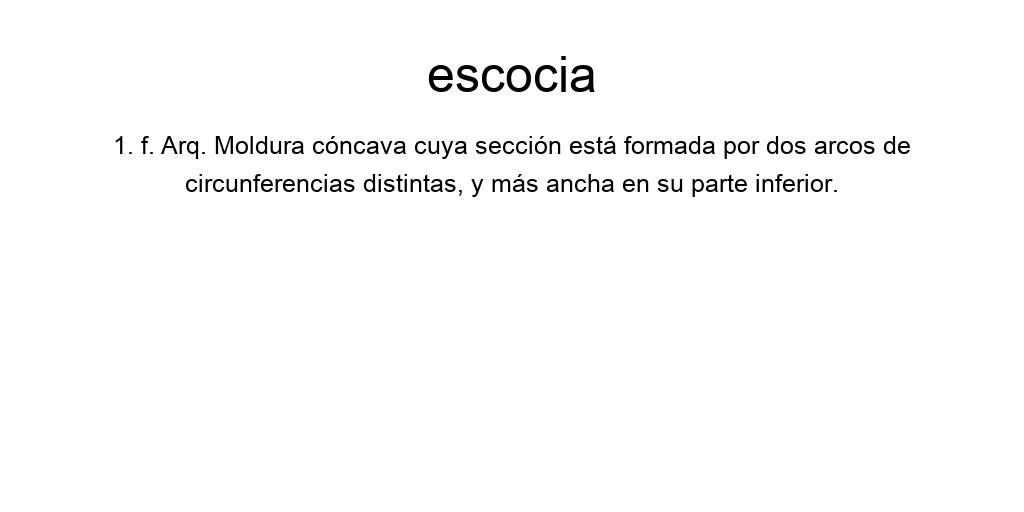 escocia
1. f. Arq. Moldura cóncava cuya sección está formada por dos arcos de
circunferencias distintas, y más ancha en su parte inferior.